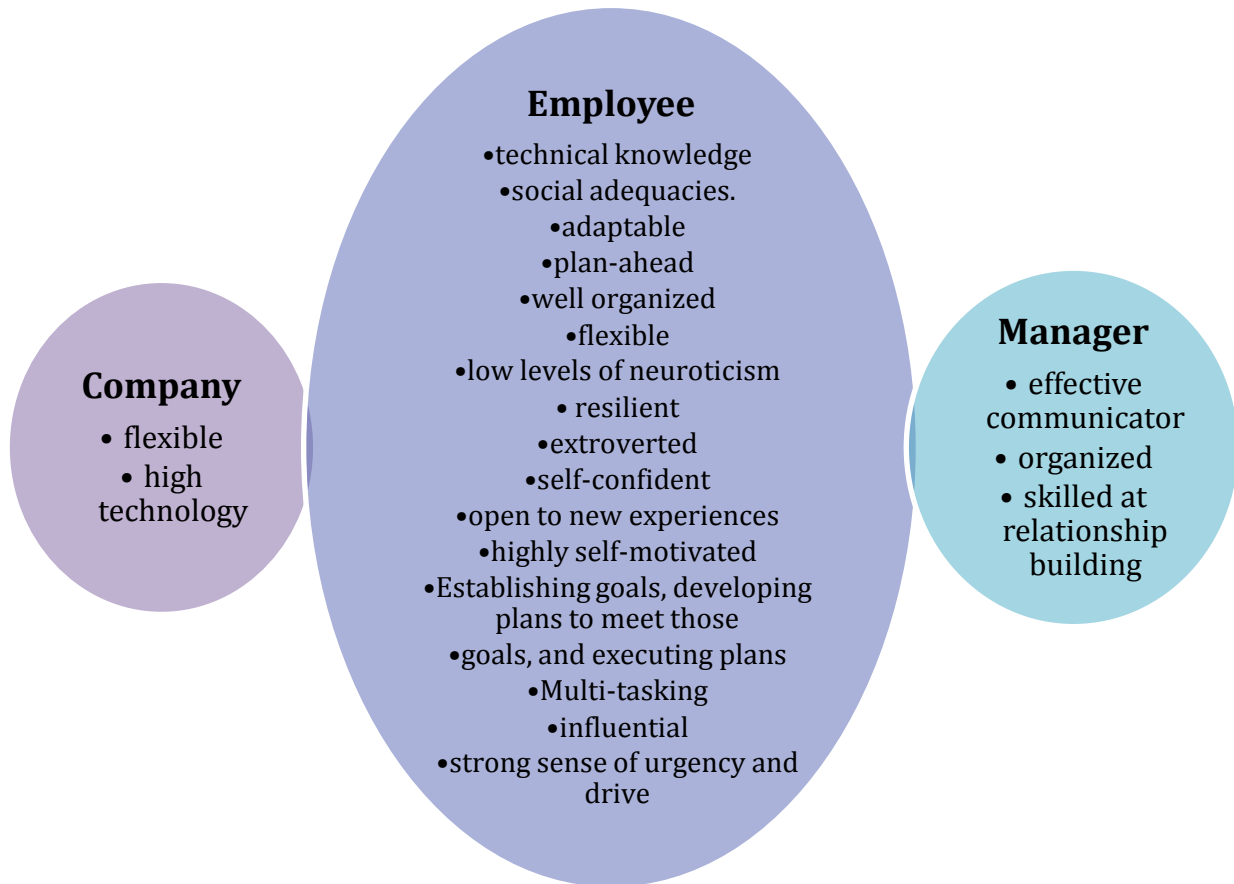 Company
• flexible
• high
technology
Employee
•technical knowledge
•social adequacies.
•adaptable
•plan-ahead
•well organized
•flexible
•low levels of neuroticism
• resilient
•extroverted
•self-confident
•open to new experiences
•highly self-motivated
•Establishing goals, developing
plans to meet those
•goals, and executing plans
•Multi-tasking
•influential
•strong sense of urgency and
drive
Manager
• effective
communicator
• organized
• skilled at
relationship
building